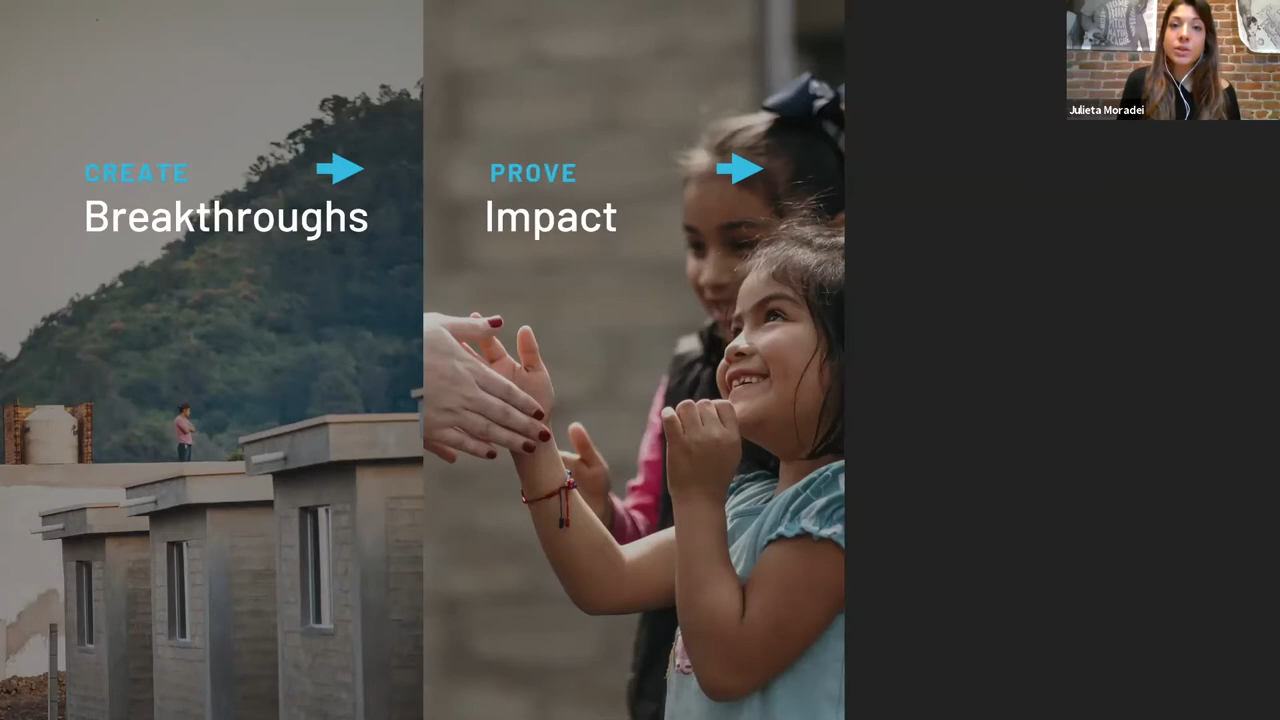 CREATE
Breakthroughs
PROVE
Impact
Julieta Moradei